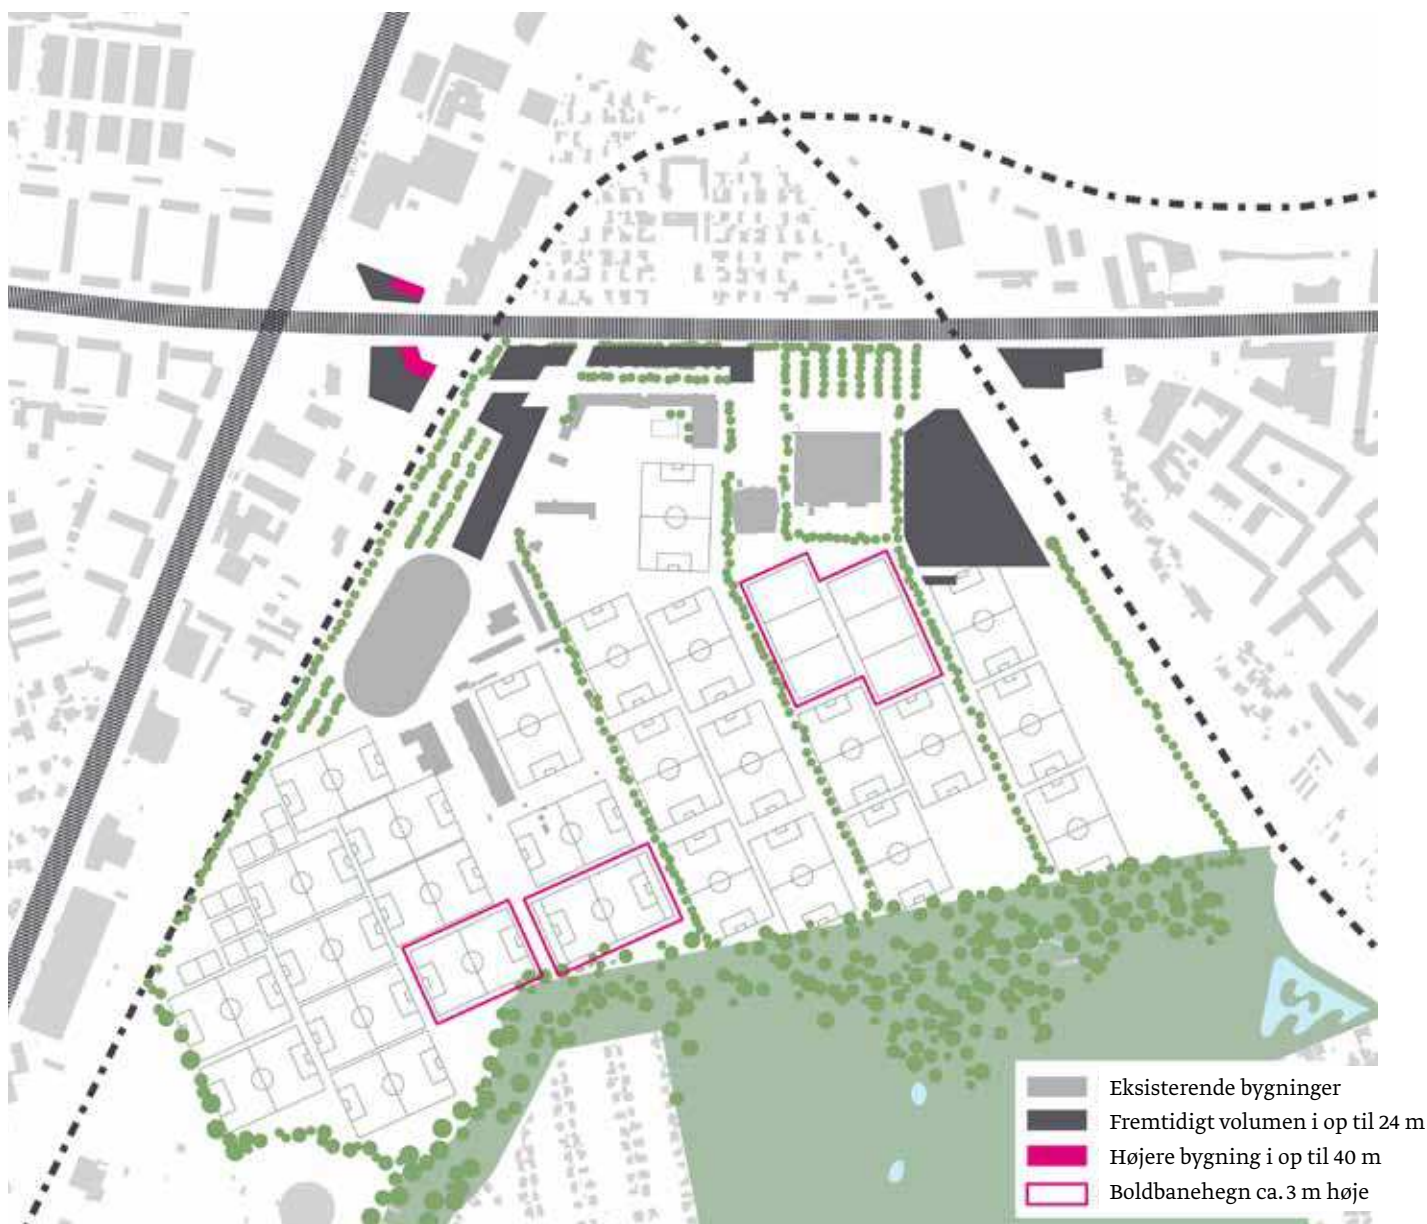 Eksisterende bygninger
Fremtidigt volumen i op til 24 m
Højere bygning i op til 40 m
Boldbanehegn ca. 3 m høje